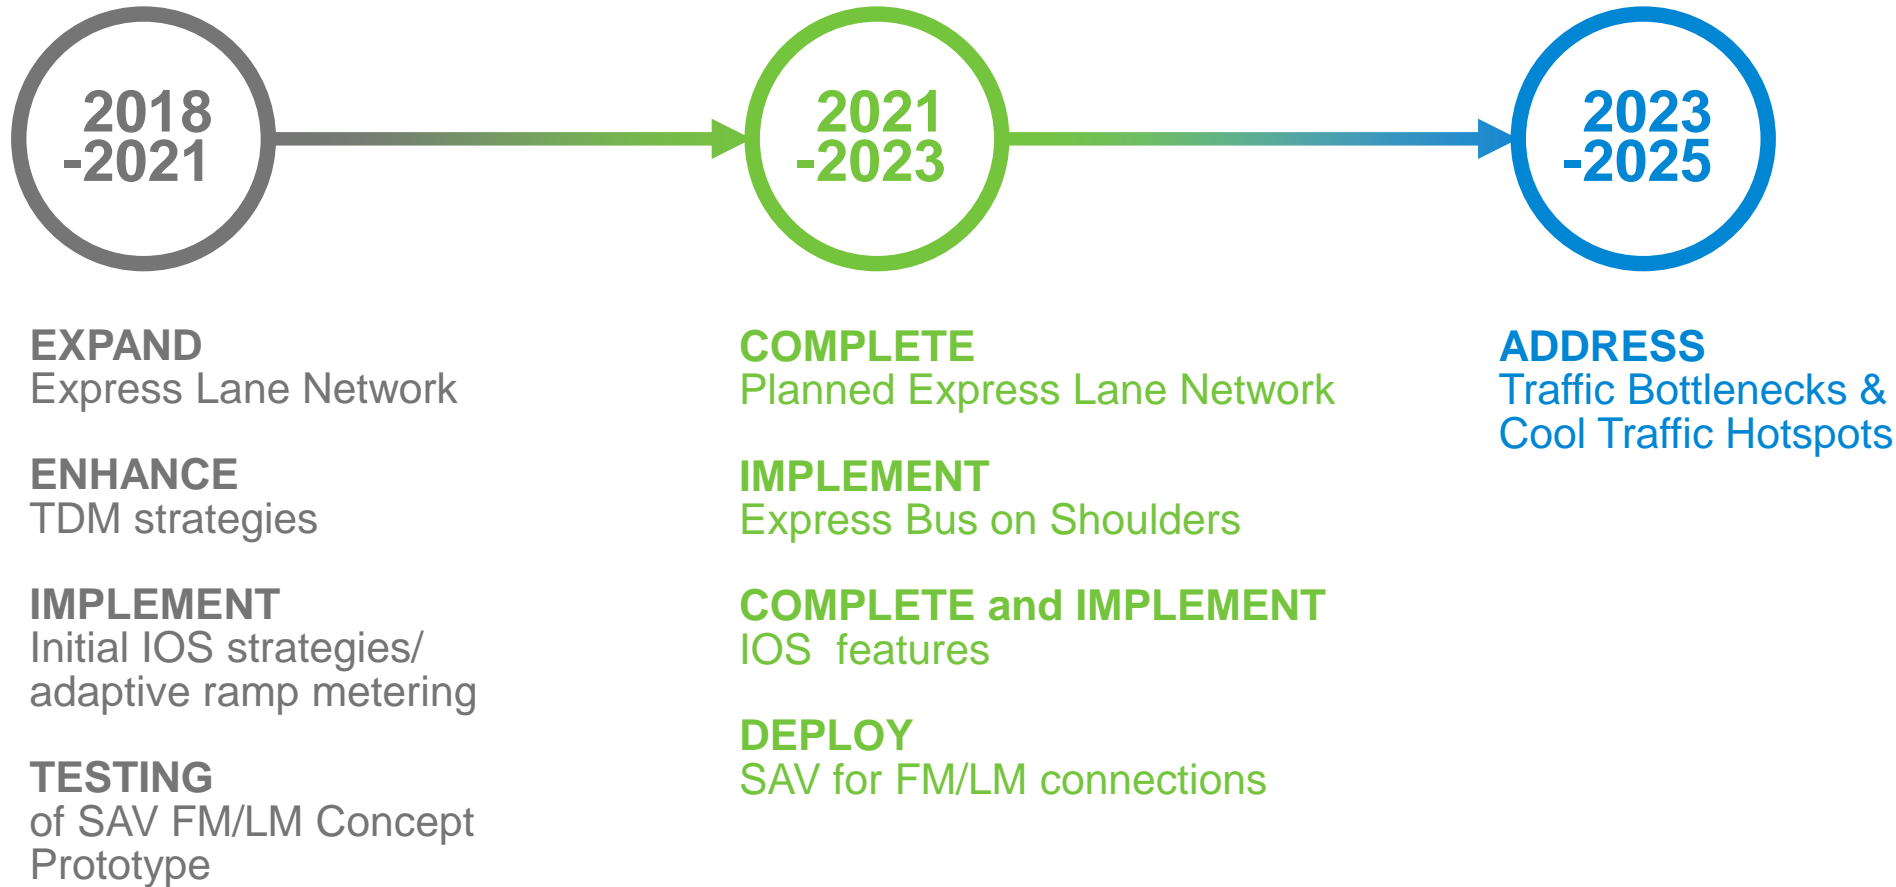 2018
-2021
2021
-2023
2023
-2025
EXPAND
Express Lane Network
ENHANCE
TDM strategies
IMPLEMENT
Initial IOS strategies/
adaptive ramp metering
TESTING
of SAV FM/LM Concept
Prototype
COMPLETE
Planned Express Lane Network
IMPLEMENT
Express Bus on Shoulders
COMPLETE and IMPLEMENT
IOS  features
DEPLOY
SAV for FM/LM connections
ADDRESS
Traffic Bottlenecks &
Cool Traffic Hotspots